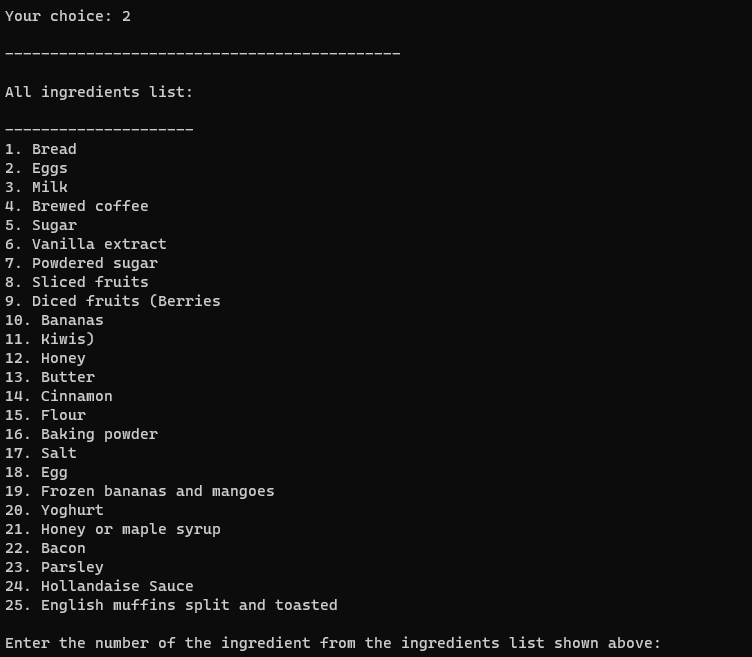 Your choice: 2
--------------------------------------------
All ingredients list:
---------------------
1. Bread
2. Eggs
3. Milk
4. Brewed coffee
5. Sugar
6. Vanilla extract
7. Powdered sugar
8. Sliced fruits
9. Diced fruits (Berries
10. Bananas
11. Kiwis)
12. Honey
13. Butter
14. Cinnamon
15. Flour
16. Baking powder
17. Salt
18. Egg
19. Frozen bananas and mangoes
20. Yoghurt
21. Honey or maple syrup
22. Bacon
23. Parsley
24. Hollandaise Sauce
25. English muffins split and toasted
Enter the number of the ingredient from the ingredients list shown above: